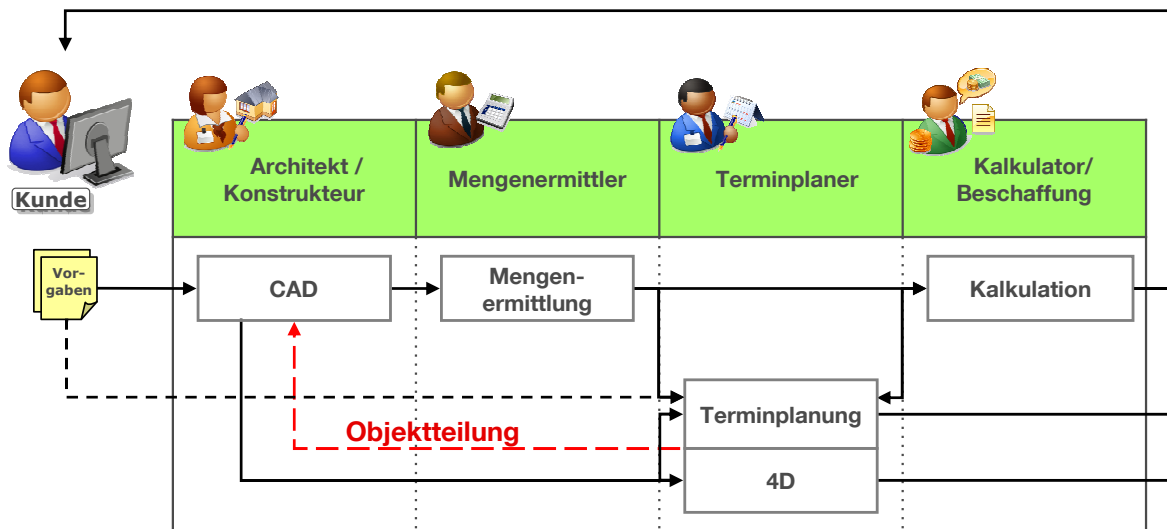 Kunde
Architekt /
Konstrukteur
Mengenermittler
Terminplaner
Kalkulator/
Beschaffung
Vor-
gaben
CAD
Mengen-
ermittlung
Kalkulation
Terminplanung
Objektteilung
4D